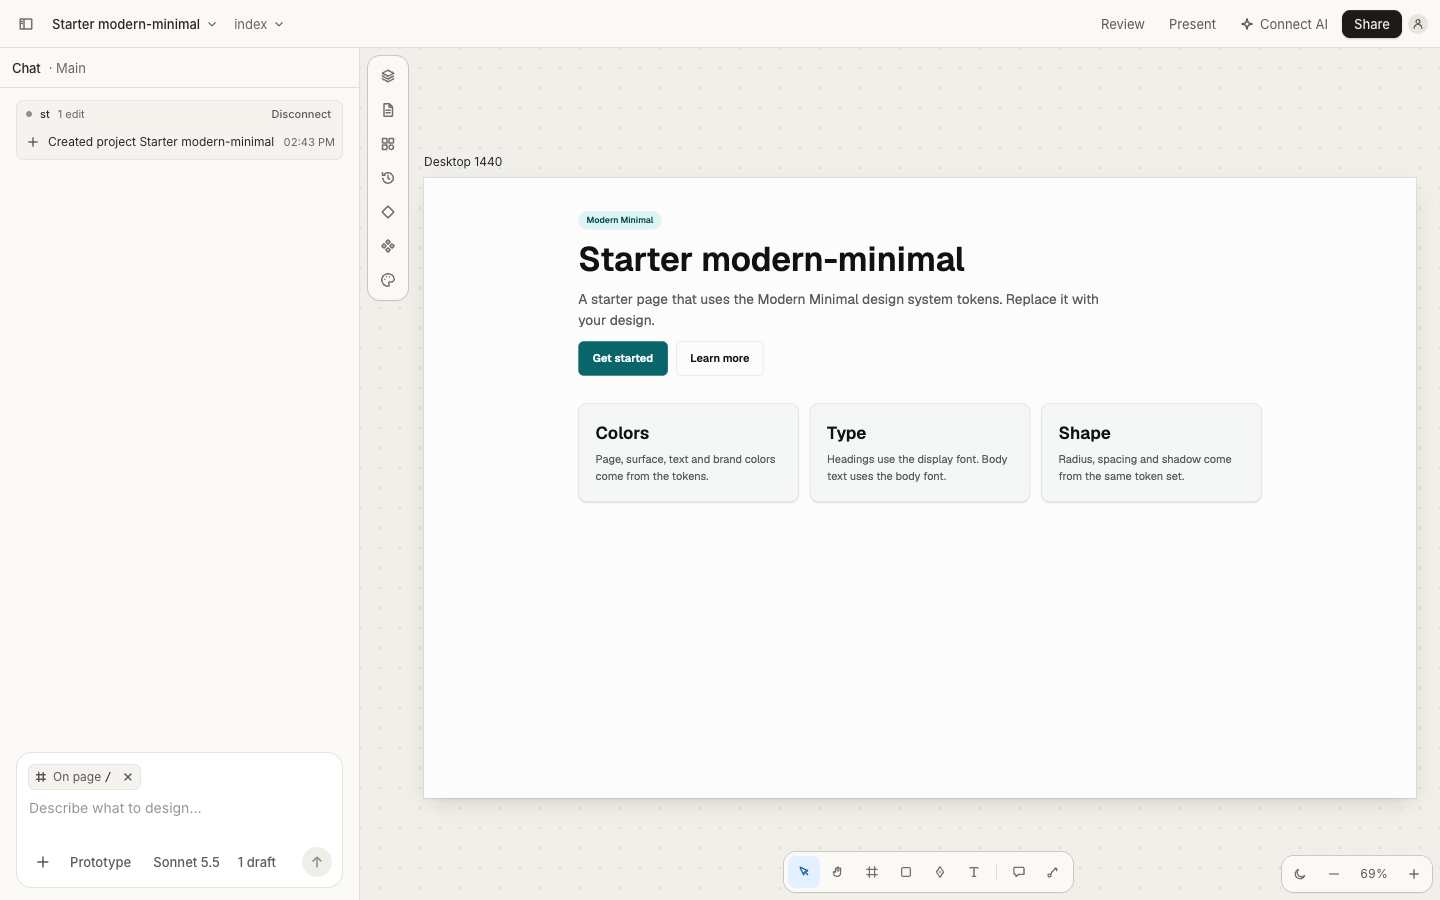 Starter modern-minimal
index
Review
Present
Connect AI
Share
Chat · Main
st 1 edit
Disconnect
Created project Starter modern-minimal 02:43 PM
Desktop 1440
Modern Minimal
Starter modern-minimal
A starter page that uses the Modern Minimal design system tokens. Replace it with
your design.
Get started
Learn more
Colors
Page, surface, text and brand colors
come from the tokens.
Type
Headings use the display font. Body
text uses the body font.
Shape
Radius, spacing and shadow come
from the same token set.
On page /
Describe what to design...
Prototype
Sonnet 5.5
1 draft
69%